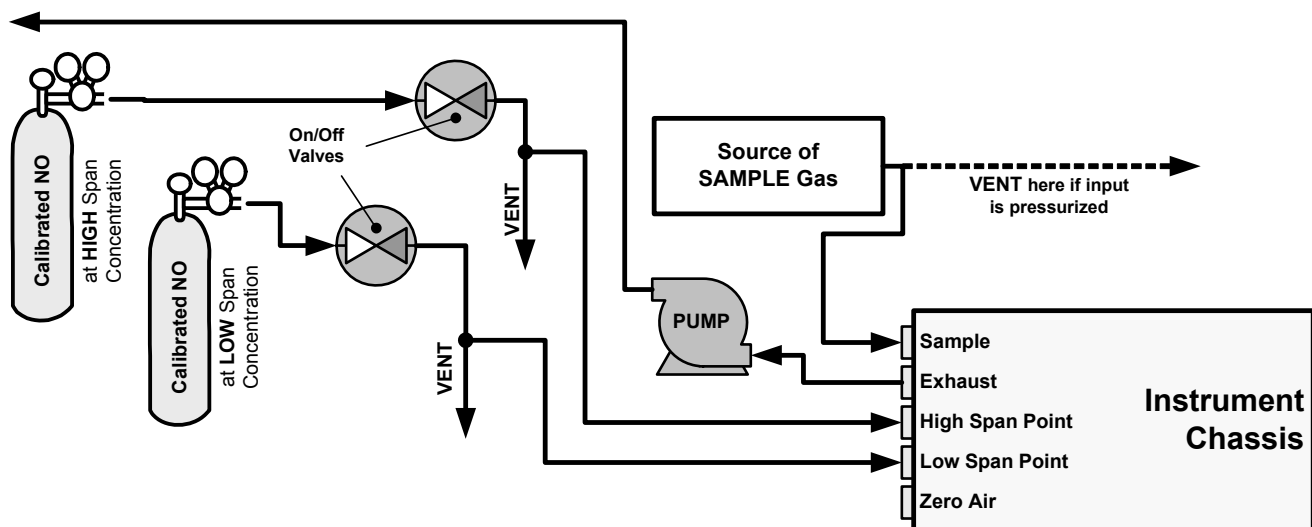 Calibrated NO
at HIGH Span
Concentration
Calibrated NO
at LOW Span
Concentration
On/Off
Valves
VENT
VENT
Source of
SAMPLE Gas
VENT here if input
is pressurized
PUMP
Sample
Exhaust
High Span Point
Low Span Point
Zero Air
Instrument
Chassis